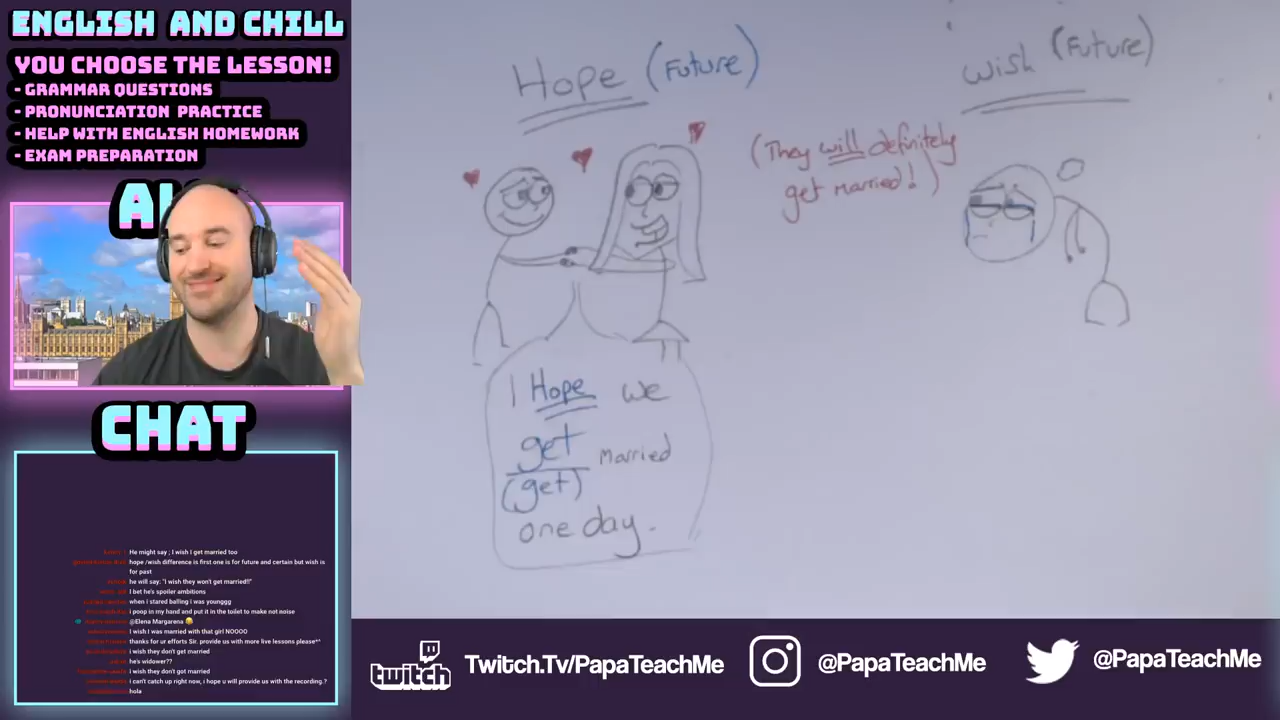 ENGLISH AND CHILL
YOU CHOOSE THE LESSON!
- GRAMMAR QUESTIONS
- PRONUNCIATION PRACTICE
- HELP WITH ENGLISH HOMEWORK
- EXAM PREPARATION
CHAT
He might say ; I wish I get married too
hope /wish difference is first one is for future and certain but wish is
for past
he will say: "I wish they won't get married!!"
I bet he's spoiler ambitions
when i stared balling i was younggg
i poop in my hand and put it in the toilet to make not noise
@Elena Margarena
I wish I was married with that girl NOOOO
thanks for ur efforts Sir. provide us with more live lessons please*^
i wish they don't get married
he's widower??
i wish they don't got married
i can't catch up right now, i hope u will provide us with the recording.?
hola
Hope (Future)
Wish (Future)
(They will definitely
get married!)
I Hope we
get married
(get)
one day.
twitch
Twitch.Tv/PapaTeachMe
@PapaTeachMe
@PapaTeachMe